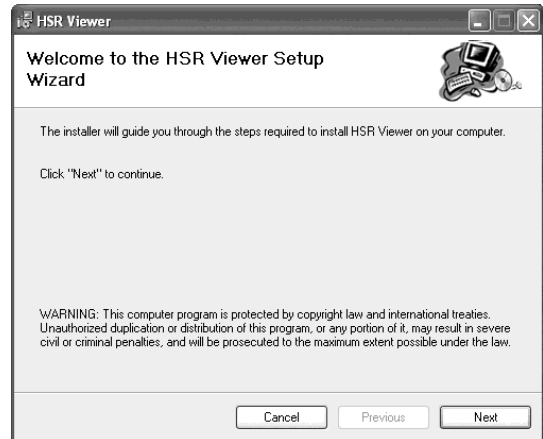 HSR Viewer
Welcome to the HSR Viewer Setup
Wizard
The installer will guide you through the steps required to install HSR Viewer on your computer.
Click "Next" to continue.
WARNING: This computer program is protected by copyright law and international treaties.
Unauthorized duplication or distribution of this program, or any portion of it, may result in severe
civil or criminal penalties, and will be prosecuted to the maximum extent possible under the law.
Cancel Previous Next